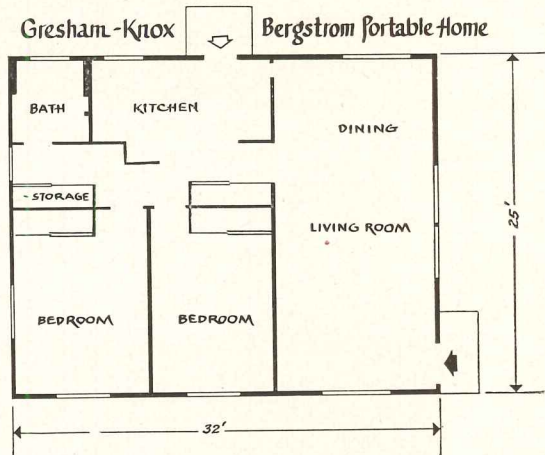 Gresham-Knox Bergstrom Portable Home
BATH KITCHEN
DINING
-STORAGE
LIVING ROOM
25'
BEDROOM BEDROOM
32'